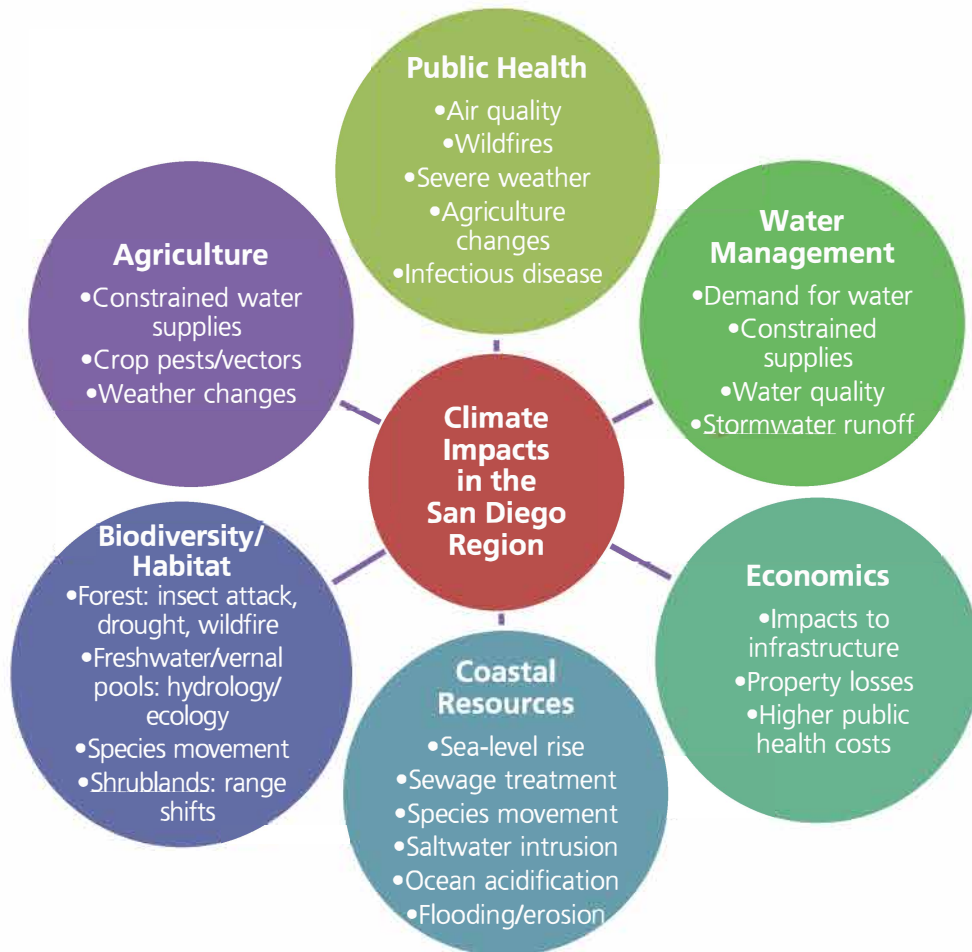 Public Health
•Air quality
•Wildfires
•Severe weather
•Agriculture
changes
•Infectious disease
Water
Management
•Demand for water
•Constrained
supplies
•Water quality
•Stormwater runoff
Economics
•Impacts to
infrastructure
•Property losses
•Higher public
health costs
Coastal
Resources
•Sea-level rise
•Sewage treatment
•Species movement
•Saltwater intrusion
•Ocean acidification
•Flooding/erosion
Biodiversity/
Habitat
•Forest: insect attack,
drought, wildfire
•Freshwater/vernal
pools: hydrology/
ecology
•Species movement
•Shrublands: range
shifts
Agriculture
•Constrained water
supplies
•Crop pests/vectors
•Weather changes
Climate
Impacts
in the
San Diego
Region